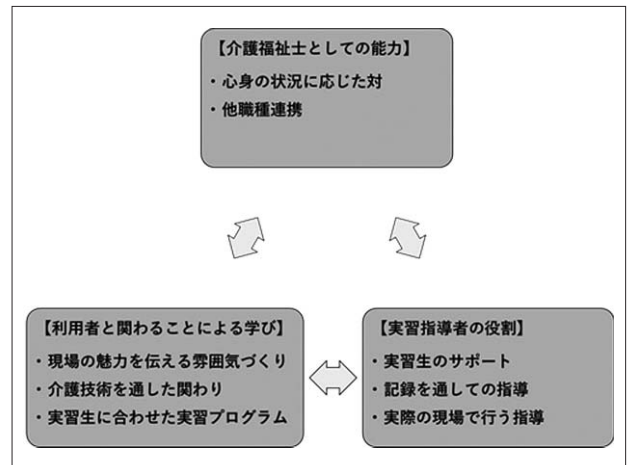 【介護福祉士としての能力】
・心身の状況に応じた対
・他職種連携
【利用者と関わることによる学び】
・現場の魅力を伝える雰囲気づくり
・介護技術を通した関わり
・実習生に合わせた実習プログラム
【実習指導者の役割】
・実習生のサポート
・記録を通しての指導
・実際の現場で行う指導